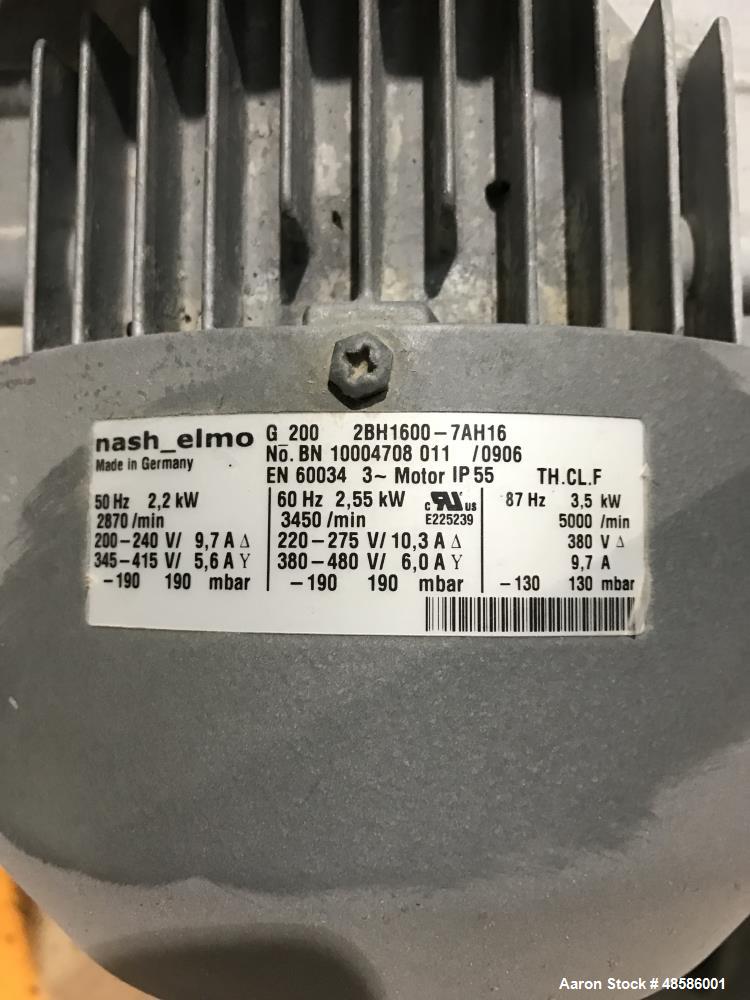 nash_elmo G_200 2BH1600-7AH16
Made in Germany No. BN 10004708 011 /0906
EN 60034 3~ Motor IP 55 TH.CL.F
50 Hz 2,2 kW
2870 /min
200-240 V/ 9,7 A Δ
345-415 V/ 5,6 A Y
-190 190 mbar
60 Hz 2,55 kW c RU us
3450 /min E225239
220-275 V/ 10,3 A Δ
380-480 V/ 6,0 A Y
-190 190 mbar
87 Hz 3,5 kW
5000 /min
380 V Δ
9,7 A
-130 130 mbar
Aaron Stock # 48586001